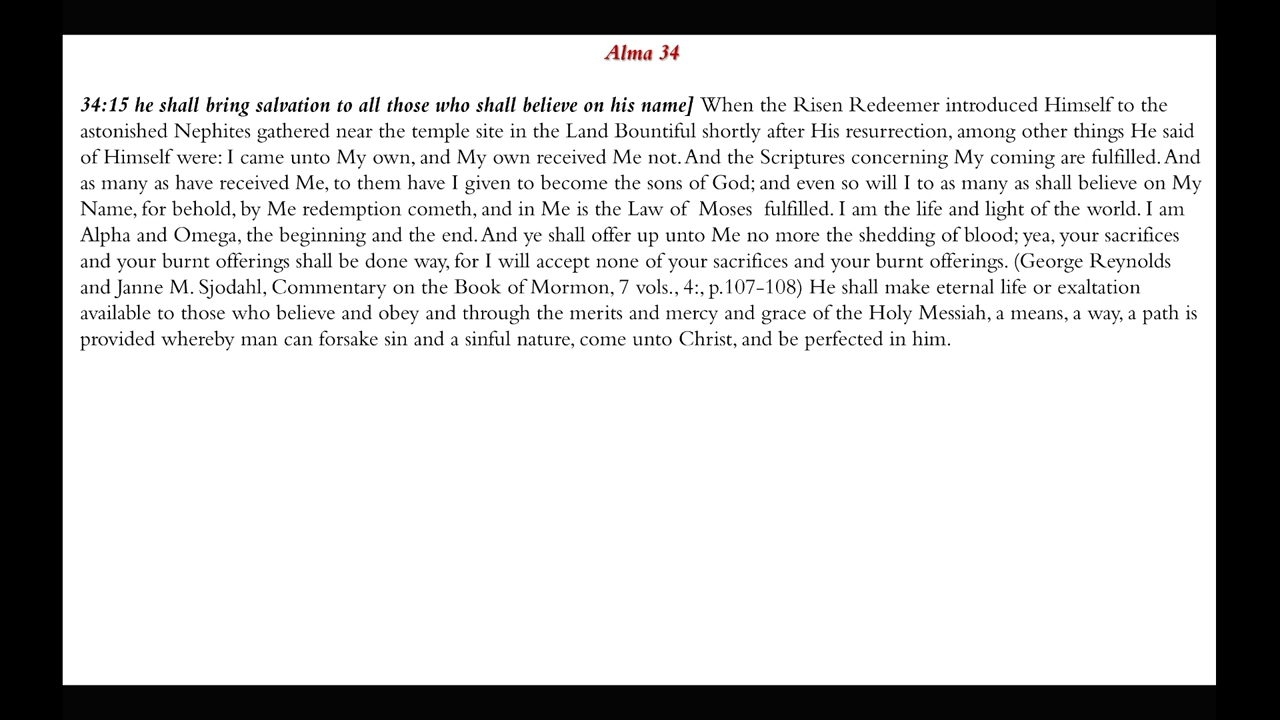 Alma 34
34:15 he shall bring salvation to all those who shall believe on his name] When the Risen Redeemer introduced Himself to the
astonished Nephites gathered near the temple site in the Land Bountiful shortly after His resurrection, among other things He said
of Himself were: I came unto My own, and My own received Me not. And the Scriptures concerning My coming are fulfilled. And
as many as have received Me, to them have I given to become the sons of God; and even so will I to as many as shall believe on My
Name, for behold, by Me redemption cometh, and in Me is the Law of  Moses  fulfilled. I am the life and light of the world. I am
Alpha and Omega, the beginning and the end. And ye shall offer up unto Me no more the shedding of blood; yea, your sacrifices
and your burnt offerings shall be done way, for I will accept none of your sacrifices and your burnt offerings. (George Reynolds
and Janne M. Sjodahl, Commentary on the Book of Mormon, 7 vols., 4:, p.107-108) He shall make eternal life or exaltation
available to those who believe and obey and through the merits and mercy and grace of the Holy Messiah, a means, a way, a path is
provided whereby man can forsake sin and a sinful nature, come unto Christ, and be perfected in him.